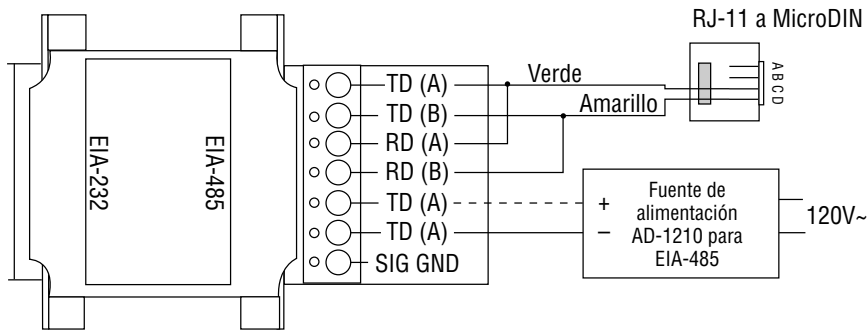 RJ-11 a MicroDIN
A B C D
EIA-232
EIA-485
TD (A)
Verde
TD (B)
Amarillo
RD (A)
RD (B)
TD (A)
TD (A)
SIG GND
+
−
Fuente de
alimentación
AD-1210 para
EIA-485
120V~